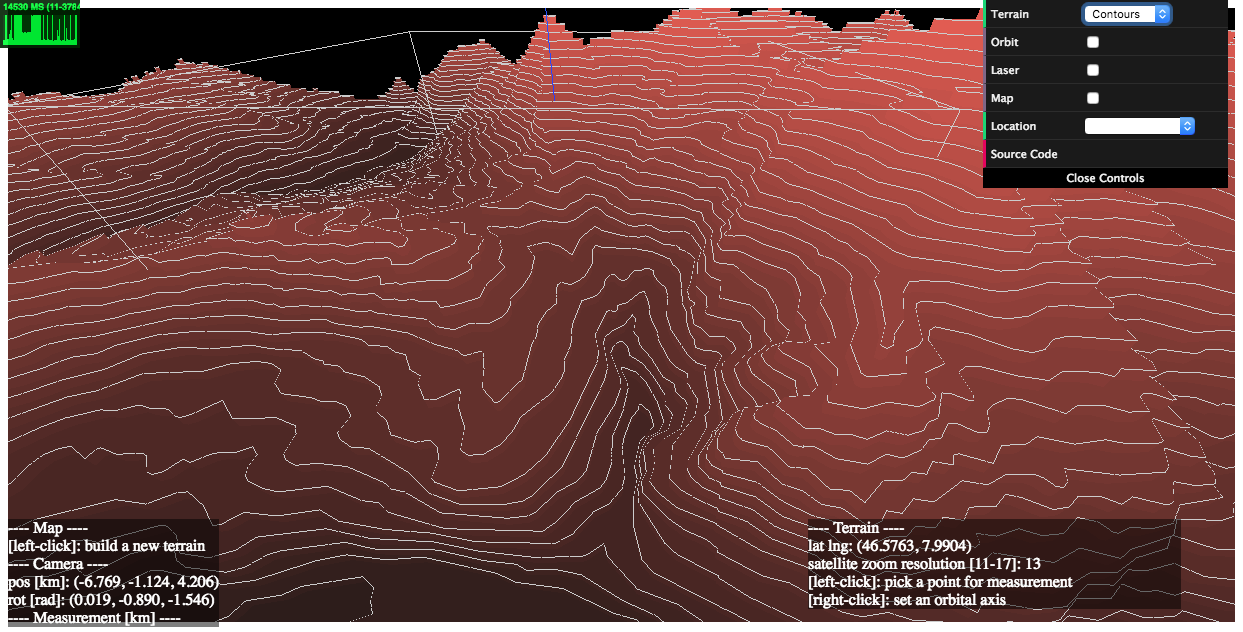 14530 MS (11-3784
Terrain
Contours
Orbit
Laser
Map
Location
Source Code
Close Controls
---- Map ----
[left-click]: build a new terrain
---- Camera ----
pos [km]: (-6.769, -1.124, 4.206)
rot [rad]: (0.019, -0.890, -1.546)
---- Measurement [km] ----
---- Terrain ----
lat lng: (46.5763, 7.9904)
satellite zoom resolution [11-17]: 13
[left-click]: pick a point for measurement
[right-click]: set an orbital axis